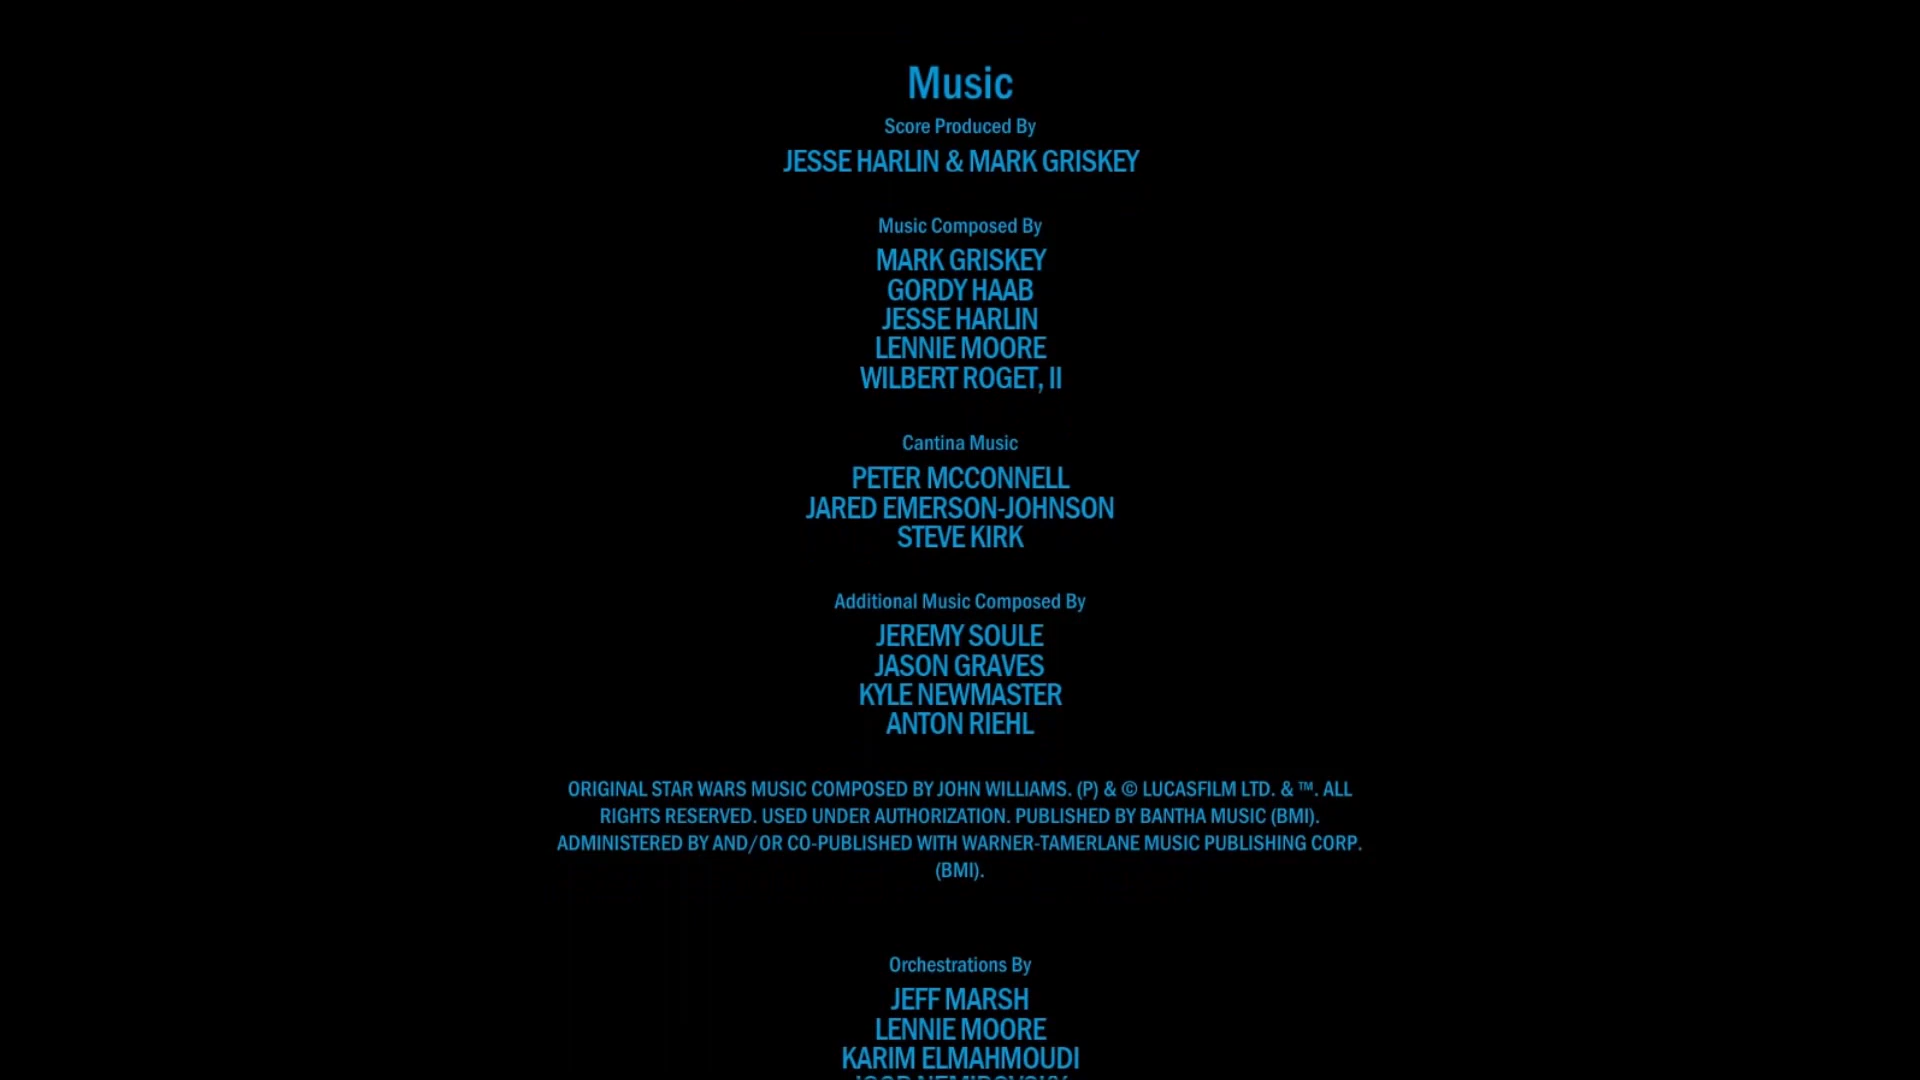 Music
Score Produced By
JESSE HARLIN & MARK GRISKEY
Music Composed By
MARK GRISKEY
GORDY HAAB
JESSE HARLIN
LENNIE MOORE
WILBERT ROGET, II
Cantina Music
PETER MCCONNELL
JARED EMERSON-JOHNSON
STEVE KIRK
Additional Music Composed By
JEREMY SOULE
JASON GRAVES
KYLE NEWMASTER
ANTON RIEHL
ORIGINAL STAR WARS MUSIC COMPOSED BY JOHN WILLIAMS. (P) & © LUCASFILM LTD. & ™. ALL
RIGHTS RESERVED. USED UNDER AUTHORIZATION. PUBLISHED BY BANTHA MUSIC (BMI).
ADMINISTERED BY AND/OR CO-PUBLISHED WITH WARNER-TAMERLANE MUSIC PUBLISHING CORP.
(BMI).
Orchestrations By
JEFF MARSH
LENNIE MOORE
KARIM ELMAHMOUDI